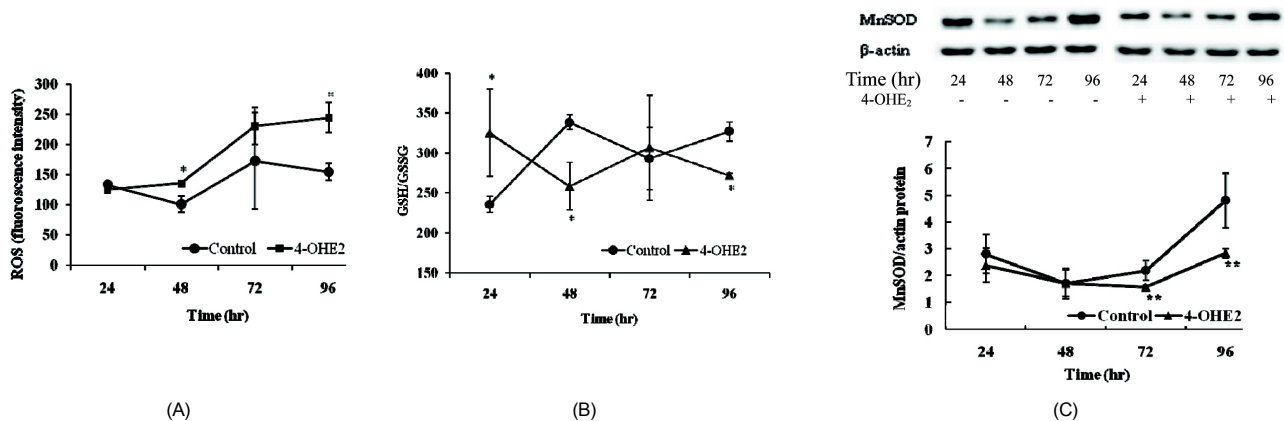 ROS (fluoroscence intensity)
300
250
200
150
100
50
0
*
*
Control 4-OHE2
24 48 72 96
Time (hr)
(A)
GSH/GSSG
400
350
300
250
200
150
*
*
*
Control 4-OHE2
24 48 72 96
Time (hr)
(B)
MnSOD
β-actin
Time (hr) 24 48 72 96 24 48 72 96
4-OHE₂ - - - - + + + +
MnSOD/actin protein
7
6
5
4
3
2
1
0
**
**
Control 4-OHE2
24 48 72 96
Time (hr)
(C)